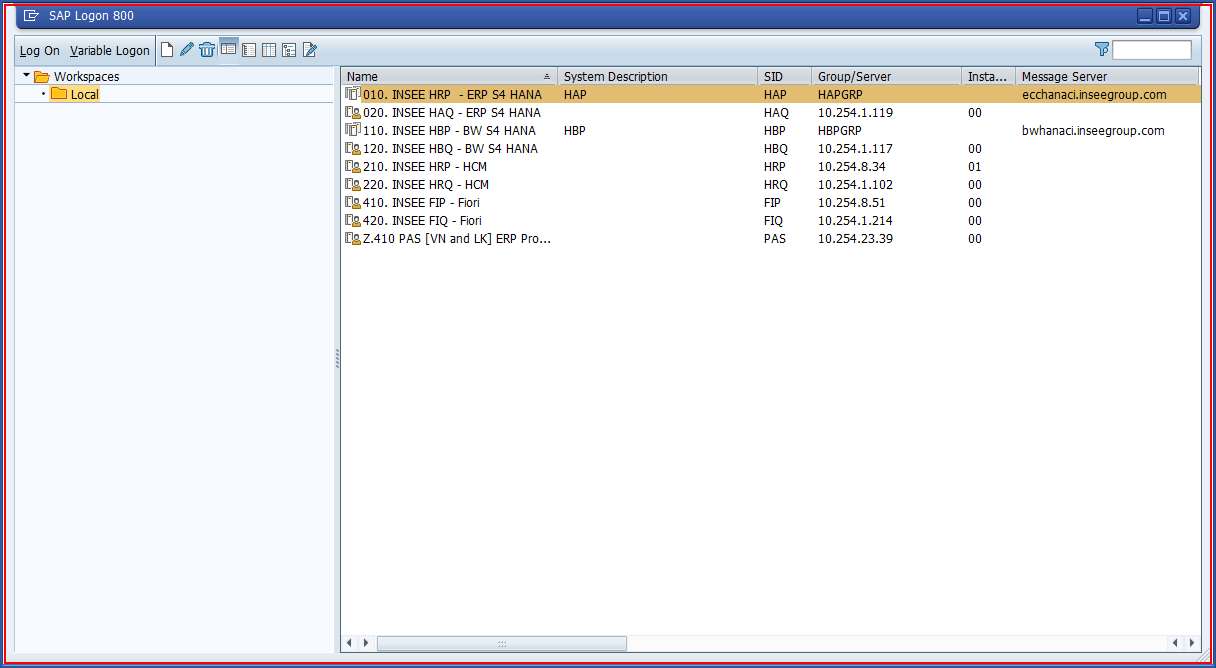 SAP Logon 800
Log On Variable Logon
Workspaces
Local
Name System Description SID Group/Server Insta... Message Server
010. INSEE HRP - ERP S4 HANA HAP HAP HAPGRP ecchanaci.inseegroup.com
020. INSEE HAQ - ERP S4 HANA HAQ 10.254.1.119 00
110. INSEE HBP - BW S4 HANA HBP HBP HBPGRP bwhanaci.inseegroup.com
120. INSEE HBQ - BW S4 HANA HBQ 10.254.1.117 00
210. INSEE HRP - HCM HRP 10.254.8.34 01
220. INSEE HRQ - HCM HRQ 10.254.1.102 00
410. INSEE FIP - Fiori FIP 10.254.8.51 00
420. INSEE FIQ - Fiori FIQ 10.254.1.214 00
Z.410 PAS [VN and LK] ERP Pro... PAS 10.254.23.39 00